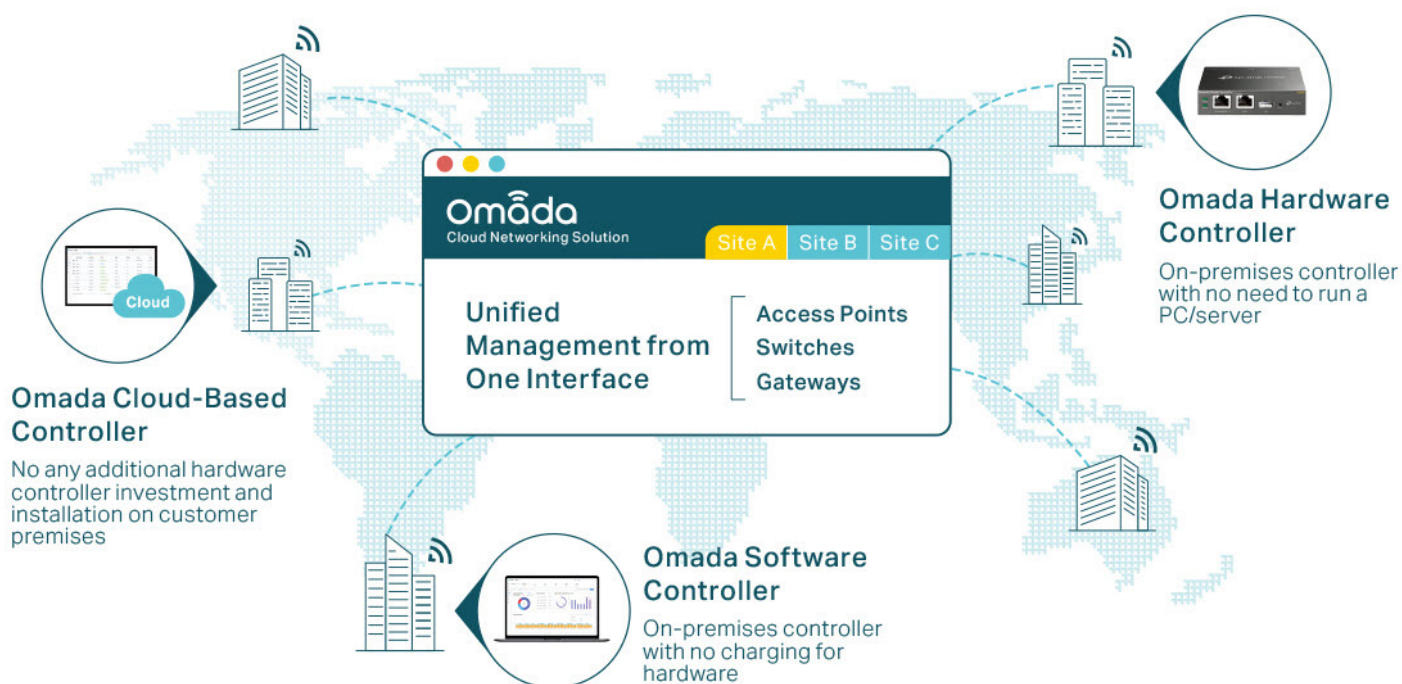 Omada
Cloud Networking Solution
Site A
Site B
Site C
Unified
Management from
One Interface
Access Points
Switches
Gateways
Cloud
Omada Cloud-Based
Controller
No any additional hardware
controller investment and
installation on customer
premises
Omada Hardware
Controller
On-premises controller
with no need to run a
PC/server
Omada Software
Controller
On-premises controller
with no charging for
hardware